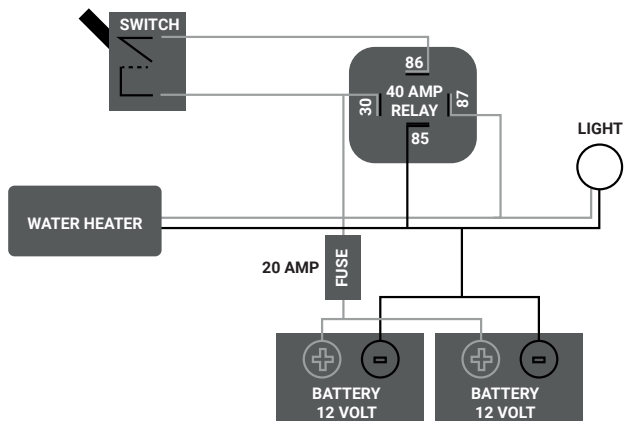 SWITCH
86
30
40 AMP
RELAY
87
85
LIGHT
WATER HEATER
20 AMP
FUSE
BATTERY
12 VOLT
BATTERY
12 VOLT